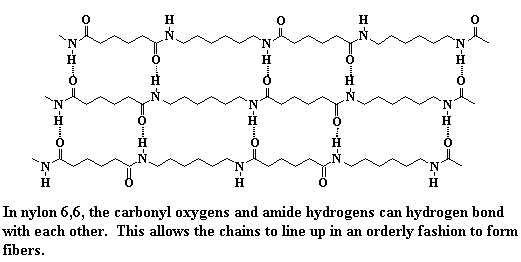 O H O H O
N N N N N
H O H O H
O H O H O
N N N N N
H O H O H
O H O H O
N N N N N
H O H O H
In nylon 6,6, the carbonyl oxygens and amide hydrogens can hydrogen bond
with each other.  This allows the chains to line up in an orderly fashion to form
fibers.